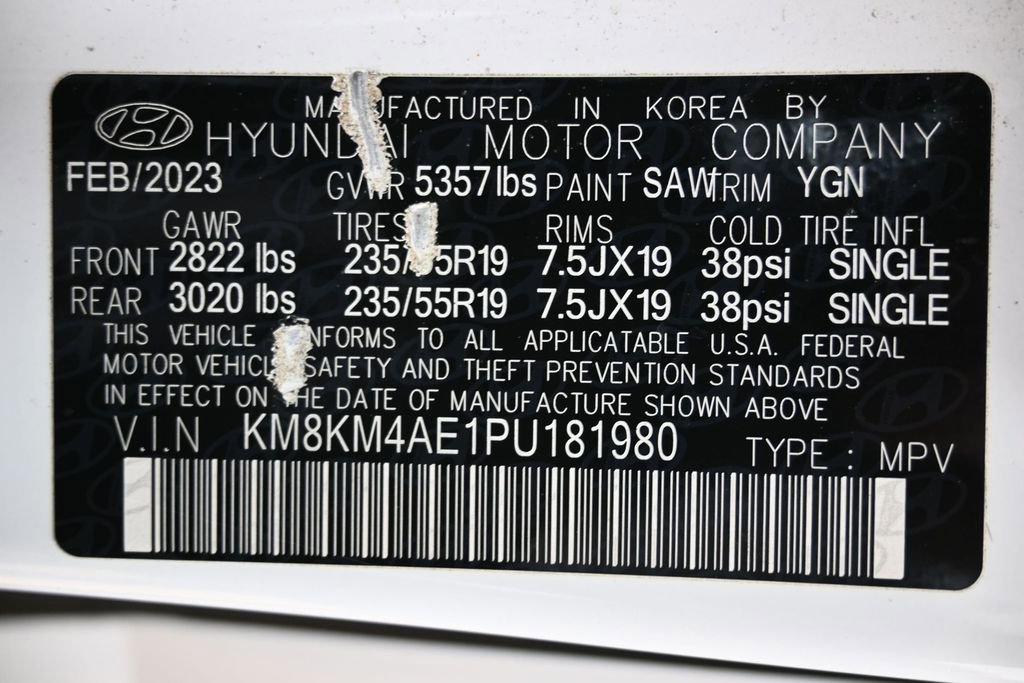 MANUFACTURED IN KOREA BY
HYUNDAI MOTOR COMPANY
FEB/2023 GVWR 5357lbs PAINT SAW TRIM YGN
GAWR TIRES RIMS COLD TIRE INFL
FRONT 2822 lbs 235/55R19 7.5JX19 38psi SINGLE
REAR 3020 lbs 235/55R19 7.5JX19 38psi SINGLE
THIS VEHICLE CONFORMS TO ALL APPLICATABLE U.S.A. FEDERAL
MOTOR VEHICLE SAFETY AND THEFT PREVENTION STANDARDS
IN EFFECT ON THE DATE OF MANUFACTURE SHOWN ABOVE
V.I.N KM8KM4AE1PU181980 TYPE : MPV